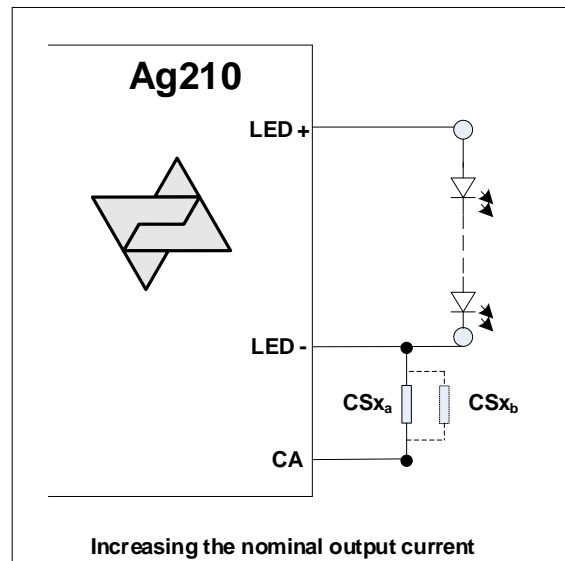 Ag210
LED +
LED -
CSxa
CSxb
CA
Increasing the nominal output current